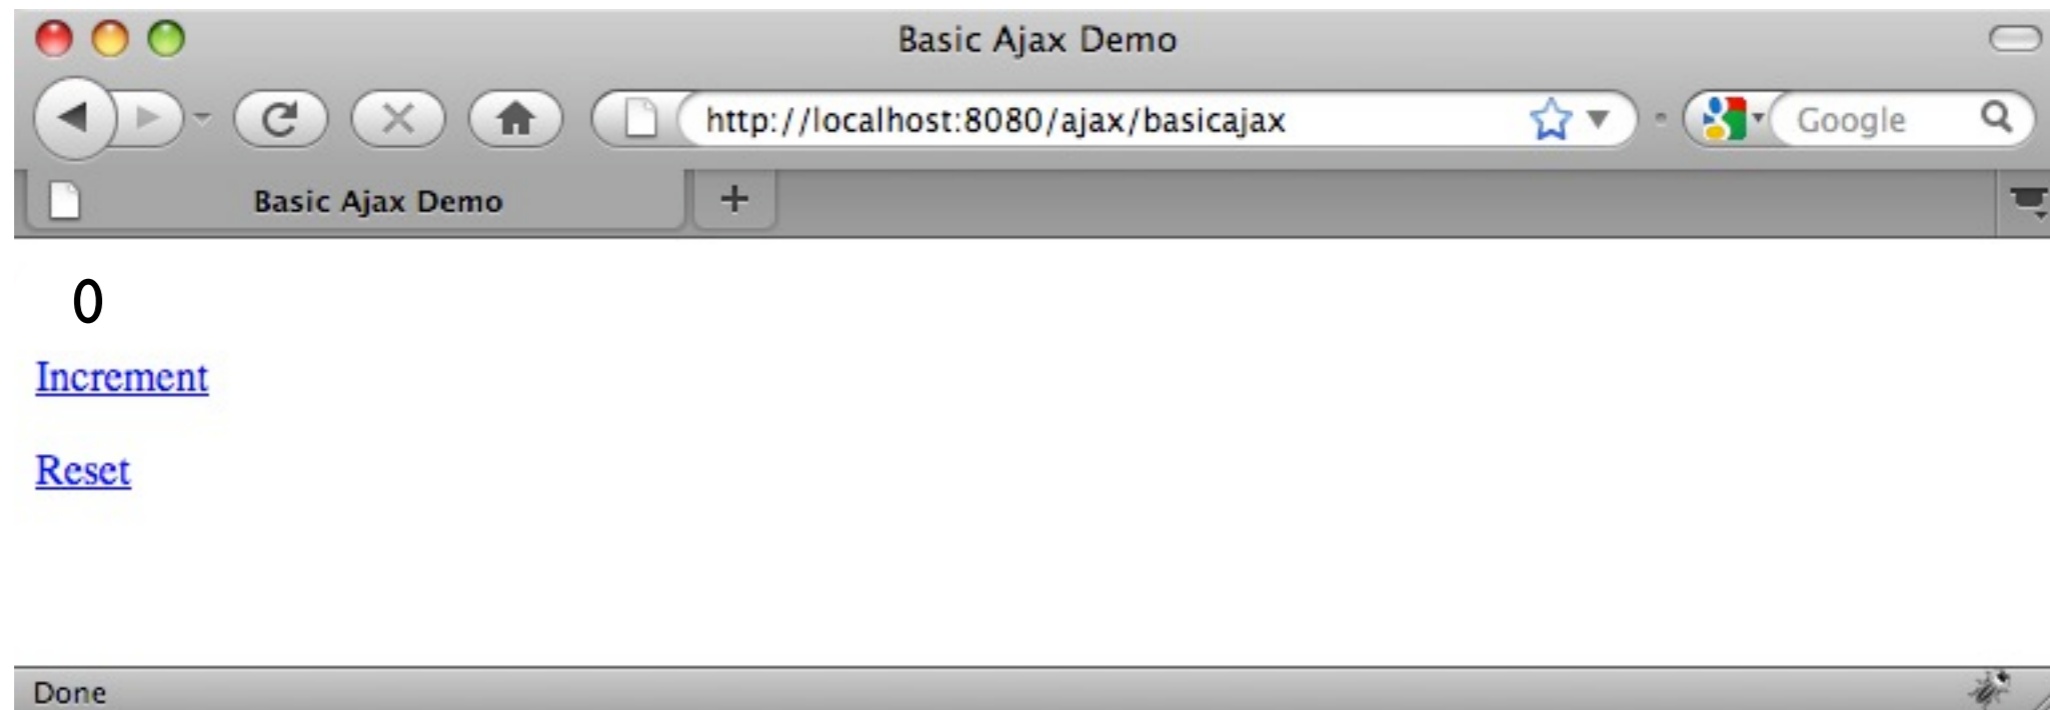 Basic Ajax Demo
http://localhost:8080/ajax/basicajax
Google
Basic Ajax Demo
0
Increment
Reset
Done